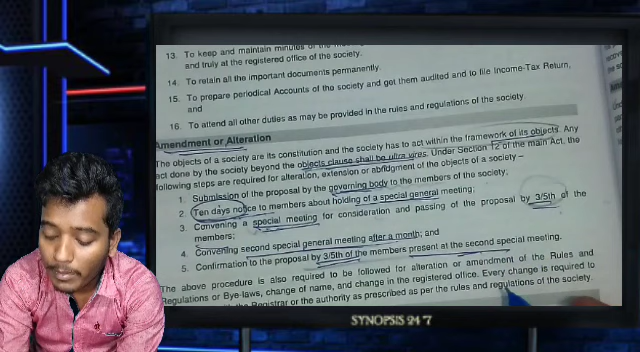 13. To keep and maintain minutes of the
and truly at the registered office of the society.
14. To retain all the important documents permanently.
15. To prepare periodical Accounts of the society and get them audited and to file Income-Tax Return,
and
16. To attend all other duties as may be provided in the rules and regulations of the society.
Amendment or Alteration
The objects of a society are its constitution and the society has to act within the framework of its objects. Any
act done by the society beyond the objects clause shall be ultra vires. Under Section 12 of the main Act, the
following steps are required for alteration, extension or abridgment of the objects of a society –
1. Submission of the proposal by the governing body to the members of the society;
2. Ten days notice to members about holding of a special general meeting;
3. Convening a special meeting for consideration and passing of the proposal by 3/5th of the
members;
4. Convening second special general meeting after a month; and
5. Confirmation to the proposal by 3/5th of the members present at the second special meeting.
The above procedure is also required to be followed for alteration or amendment of the Rules and
Regulations or Bye-laws, change of name, and change in the registered office. Every change is required to
the Registrar or the authority as prescribed as per the rules and regulations of the society.
SYNOPSIS 24 7